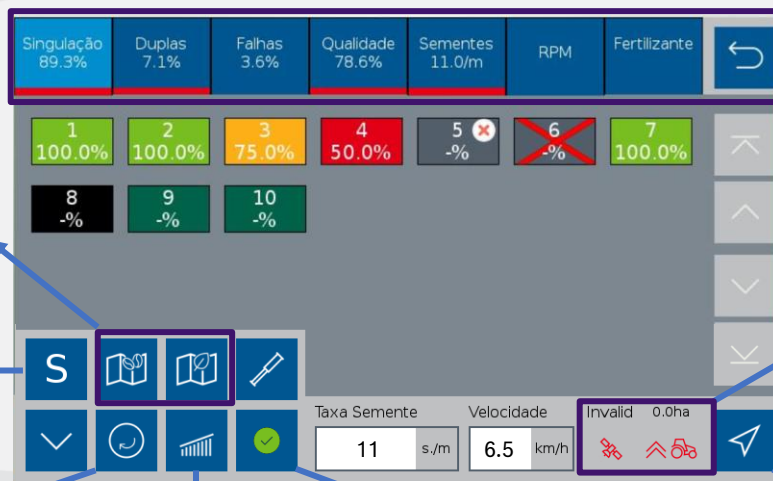 Singulação
89.3%
Duplas
7.1%
Falhas
3.6%
Qualidade
78.6%
Sementes
11.0/m
RPM
Fertilizante
1
100.0%
2
100.0%
3
75.0%
4
50.0%
5
-%
6
-%
7
100.0%
8
-%
9
-%
10
-%
S
Taxa Semente
11 s./m
Velocidade
6.5 km/h
Invalid 0.0ha